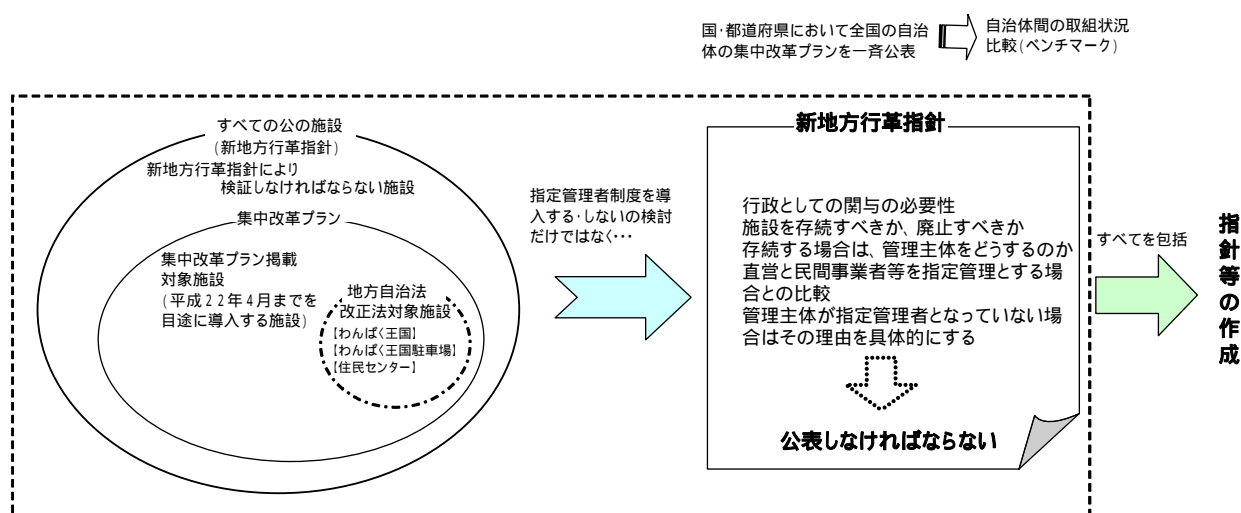 国・都道府県において全国の自治
体の集中改革プランを一斉公表
自治体間の取組状況
比較(ベンチマーク)
すべての公の施設
(新地方行革指針)
新地方行革指針により
検証しなければならない施設
集中改革プラン
集中改革プラン掲載
対象施設
(平成22年4月までを
目途に導入する施設)
地方自治法
改正法対象施設
【わんぱく王国】
【わんぱく王国駐車場】
【住民センター】
指定管理者制度を導
入する・しないの検討
だけではなく・・・
新地方行革指針
行政としての関与の必要性
施設を存続すべきか、廃止すべきか
存続する場合は、管理主体をどうするのか
直営と民間事業者等を指定管理とする場
合との比較
管理主体が指定管理者となっていない場
合はその理由を具体的にする
公表しなければならない
すべてを包括
指針等の作成